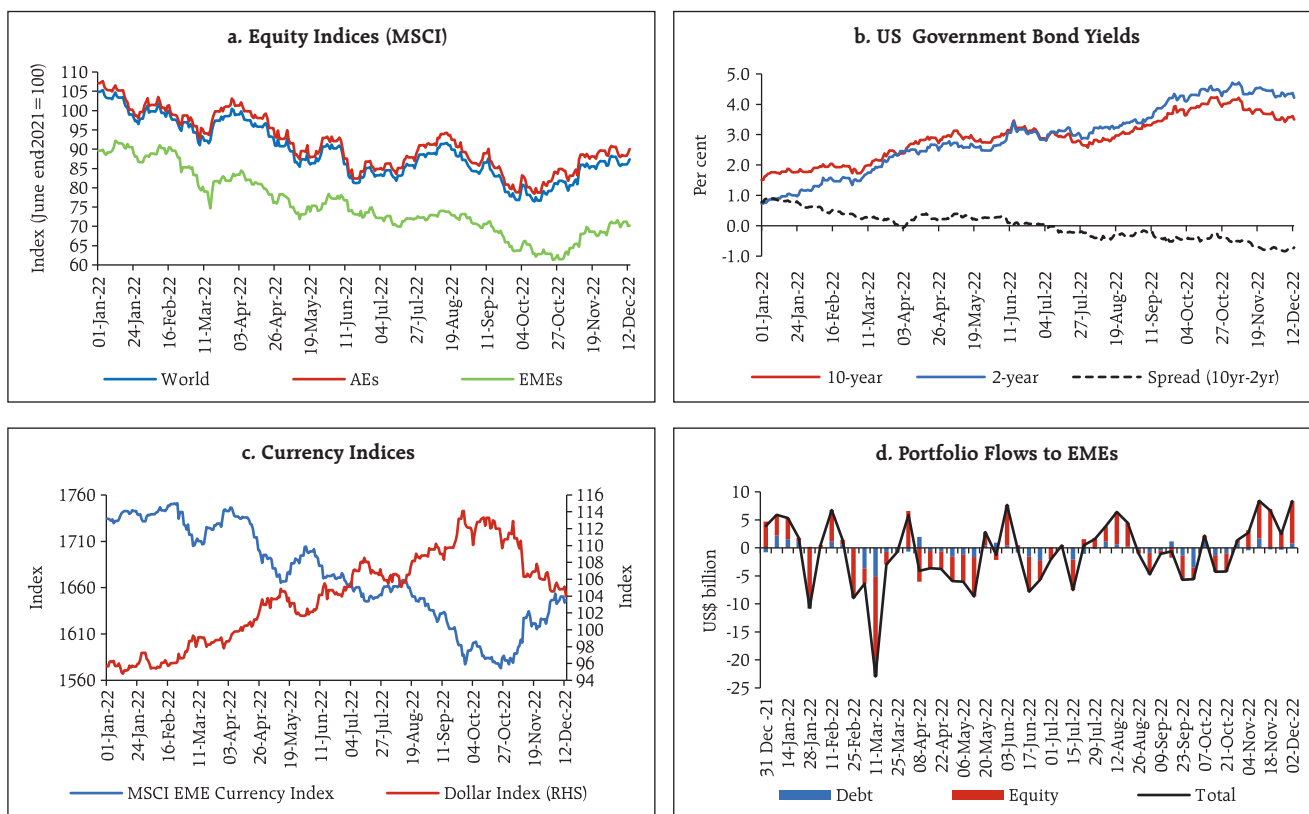 a. Equity Indices (MSCI)
Index (June end2021=100)
110
105
100
95
90
85
80
75
70
65
60
01-Jan-22
24-Jan-22
16-Feb-22
11-Mar-22
03-Apr-22
26-Apr-22
19-May-22
11-Jun-22
04-Jul-22
27-Jul-22
19-Aug-22
11-Sep-22
04-Oct-22
27-Oct-22
19-Nov-22
12-Dec-22
World
AEs
EMEs
b. US Government Bond Yields
Per cent
5.0
4.0
3.0
2.0
1.0
0.0
-1.0
01-Jan-22
24-Jan-22
16-Feb-22
11-Mar-22
03-Apr-22
26-Apr-22
19-May-22
11-Jun-22
04-Jul-22
27-Jul-22
19-Aug-22
11-Sep-22
04-Oct-22
27-Oct-22
19-Nov-22
12-Dec-22
10-year
2-year
Spread (10yr-2yr)
c. Currency Indices
Index
1760
1710
1660
1610
1560
116
114
112
110
108
106
104
102
100
98
96
94
Index
01-Jan-22
24-Jan-22
16-Feb-22
11-Mar-22
03-Apr-22
26-Apr-22
19-May-22
11-Jun-22
04-Jul-22
27-Jul-22
19-Aug-22
11-Sep-22
04-Oct-22
27-Oct-22
19-Nov-22
12-Dec-22
MSCI EME Currency Index
Dollar Index (RHS)
d. Portfolio Flows to EMEs
US$ billion
10
5
0
-5
-10
-15
-20
-25
31 Dec -21
14-Jan-22
28-Jan-22
11-Feb-22
25-Feb-22
11-Mar-22
25-Mar-22
08-Apr-22
22-Apr-22
06-May-22
20-May-22
03-Jun-22
17-Jun-22
01-Jul-22
15-Jul-22
29-Jul-22
12-Aug-22
26-Aug-22
09-Sep-22
23-Sep-22
07-Oct-22
21-Oct-22
04-Nov-22
18-Nov-22
02-Dec-22
Debt
Equity
Total